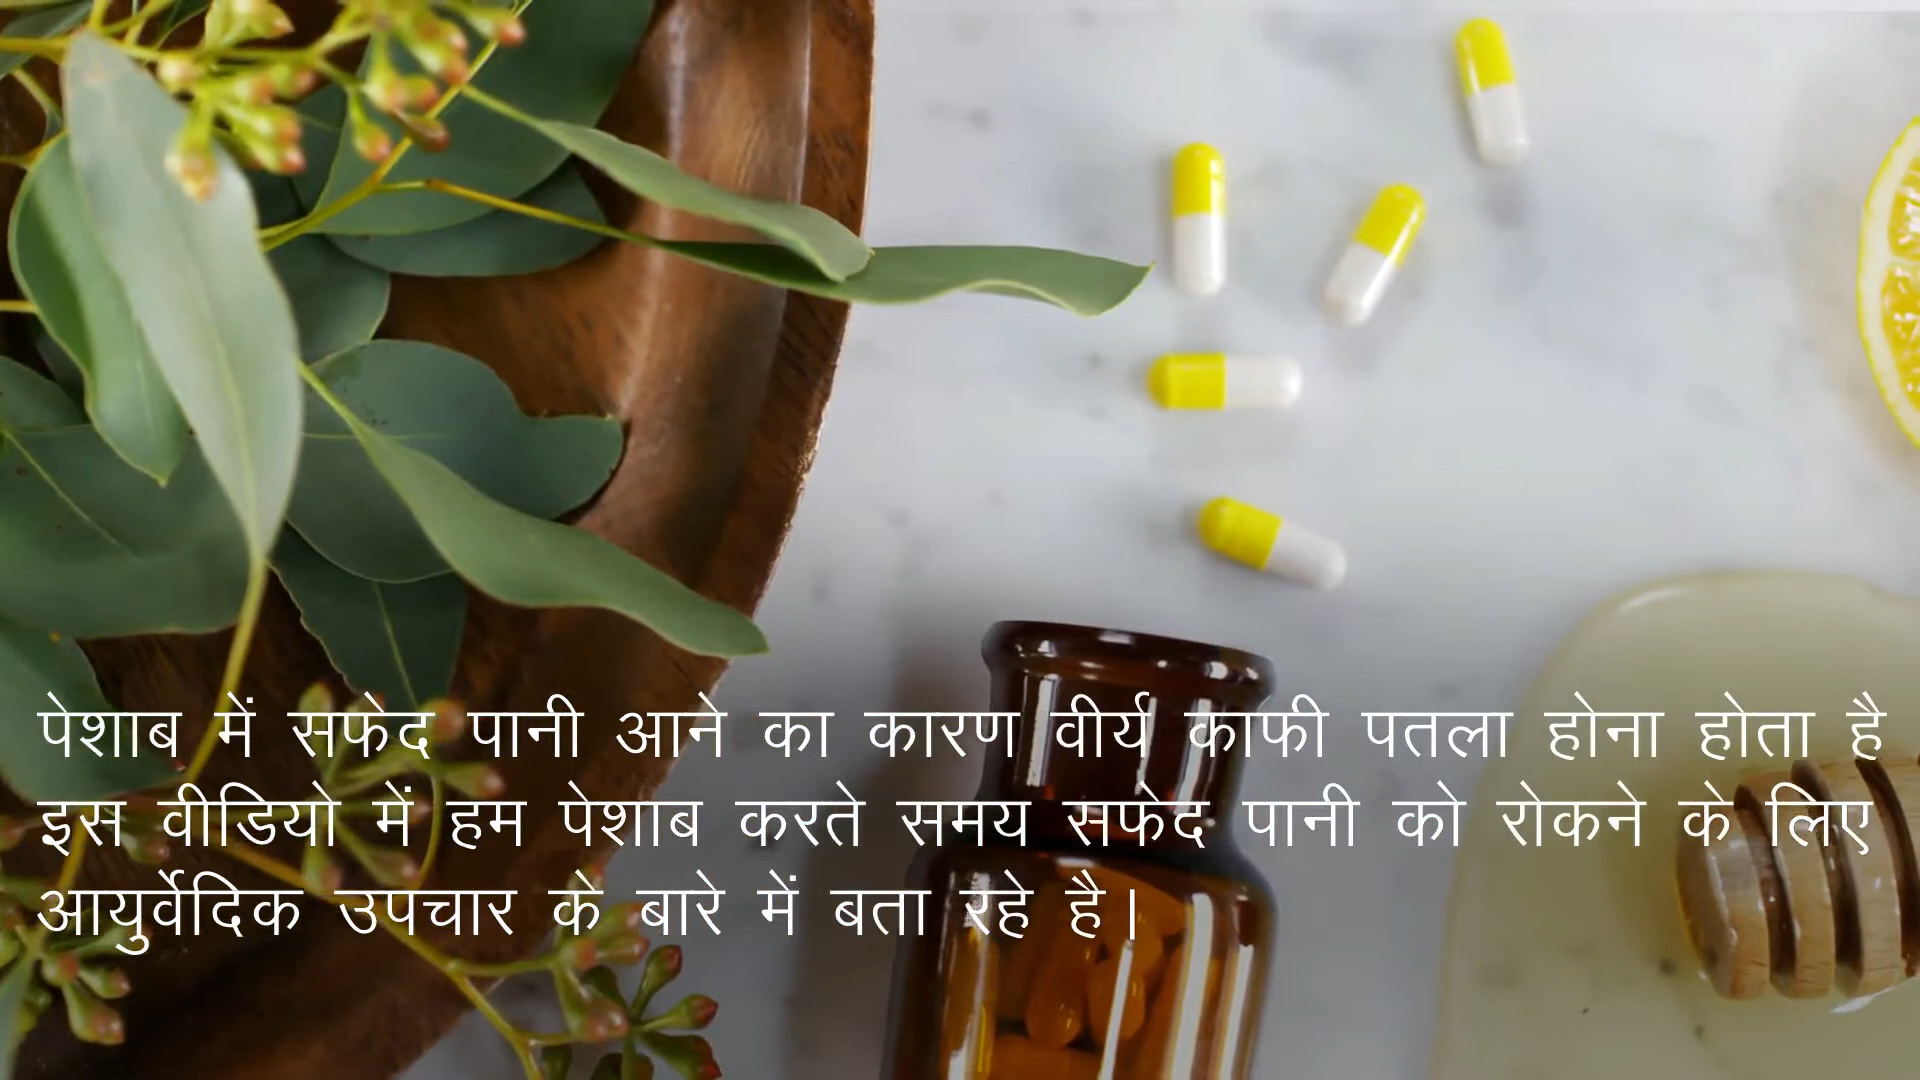 पेशाब में सफेद पानी आने का कारण वीर्य काफी पतला होना होता है
इस वीडियो में हम पेशाब करते समय सफेद पानी को रोकने के लिए
आयुर्वेदिक उपचार के बारे में बता रहे है।